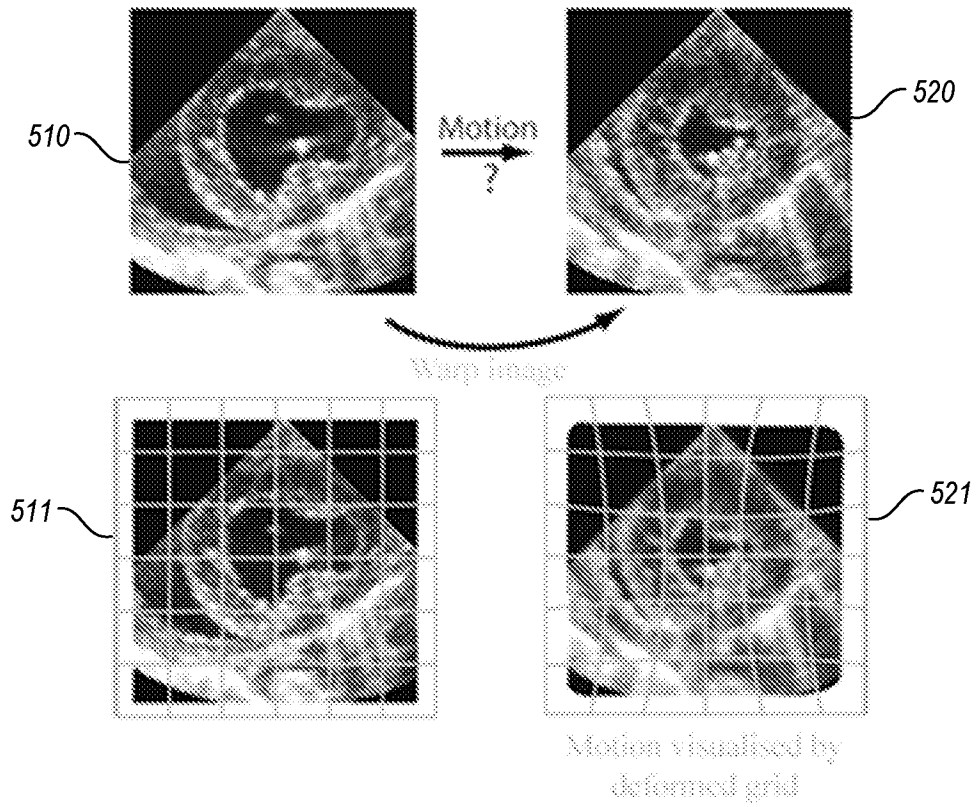 510
Motion
?
520
Warp image
511
521
Motion visualised by
deformed grid